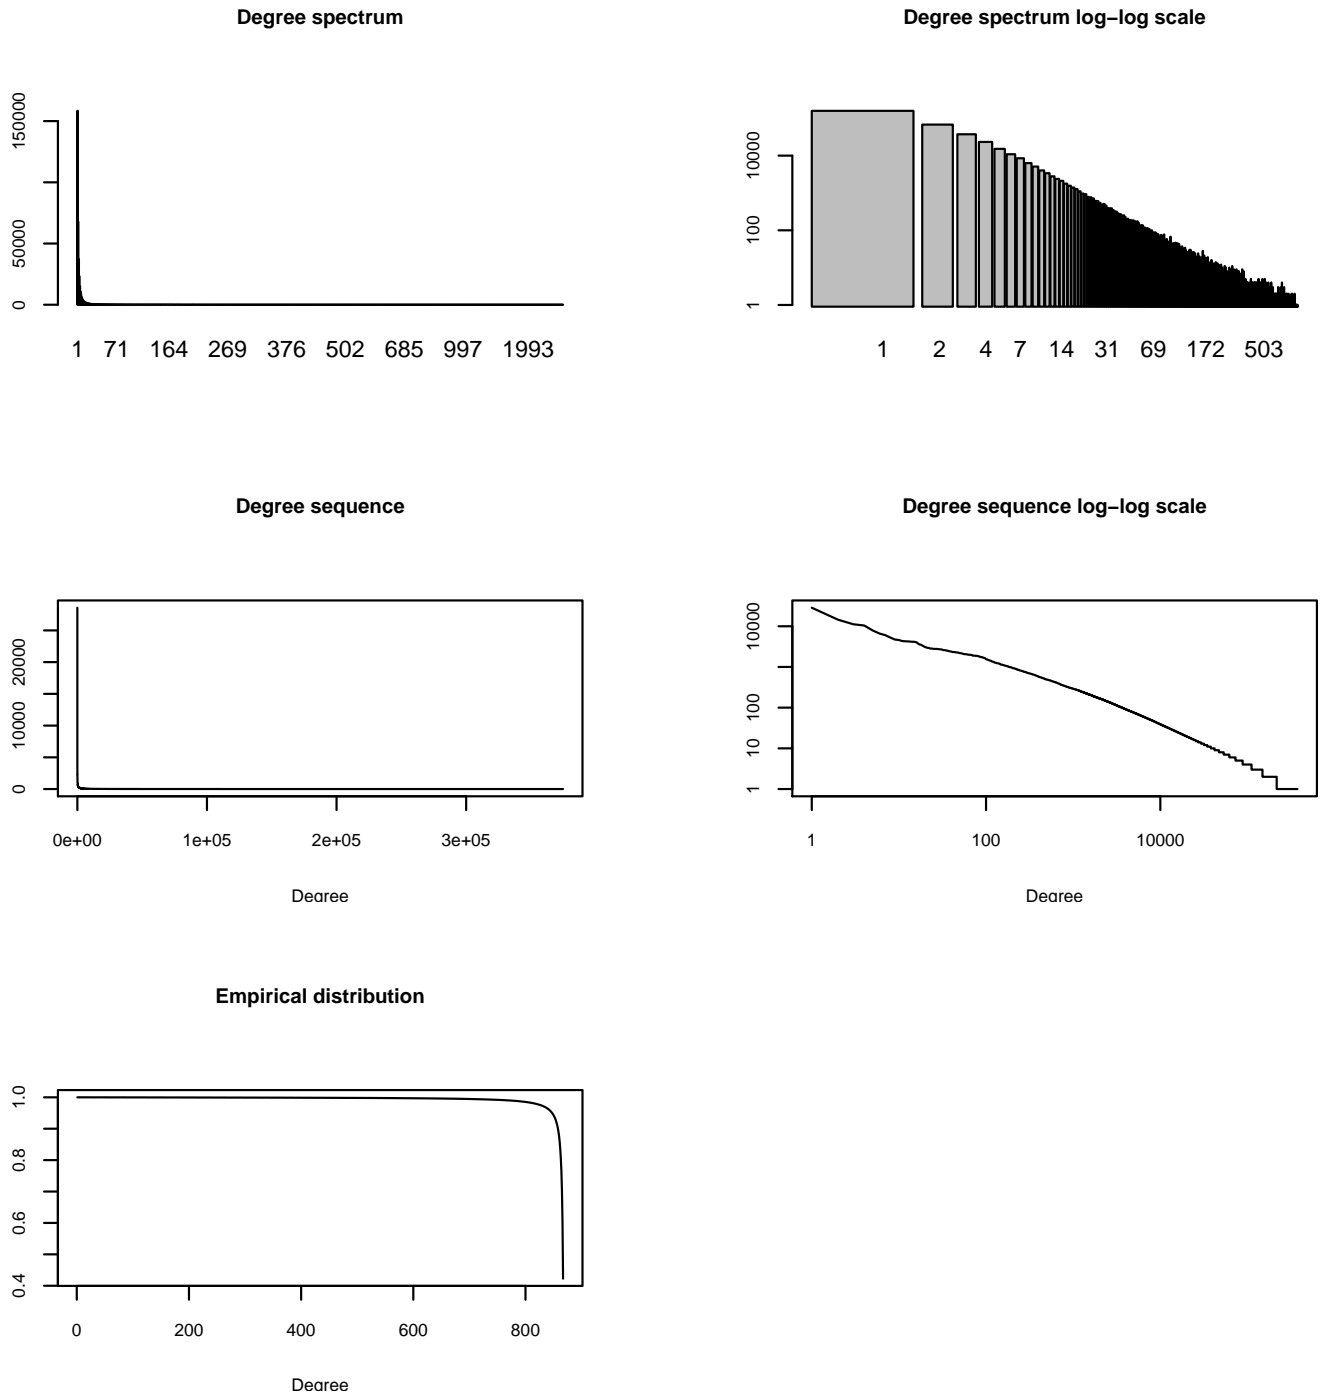 Degree spectrum
150000
50000
0
1 71 164 269 376 502 685 997 1993
Degree spectrum log–log scale
10000
100
1
1 2 4 7 14 31 69 172 503
Degree sequence
20000
10000
0
0e+00 1e+05 2e+05 3e+05
Degree
Degree sequence log–log scale
10000
100
10
1
1 100 10000
Degree
Empirical distribution
1.0
0.8
0.6
0.4
0 200 400 600 800
Degree